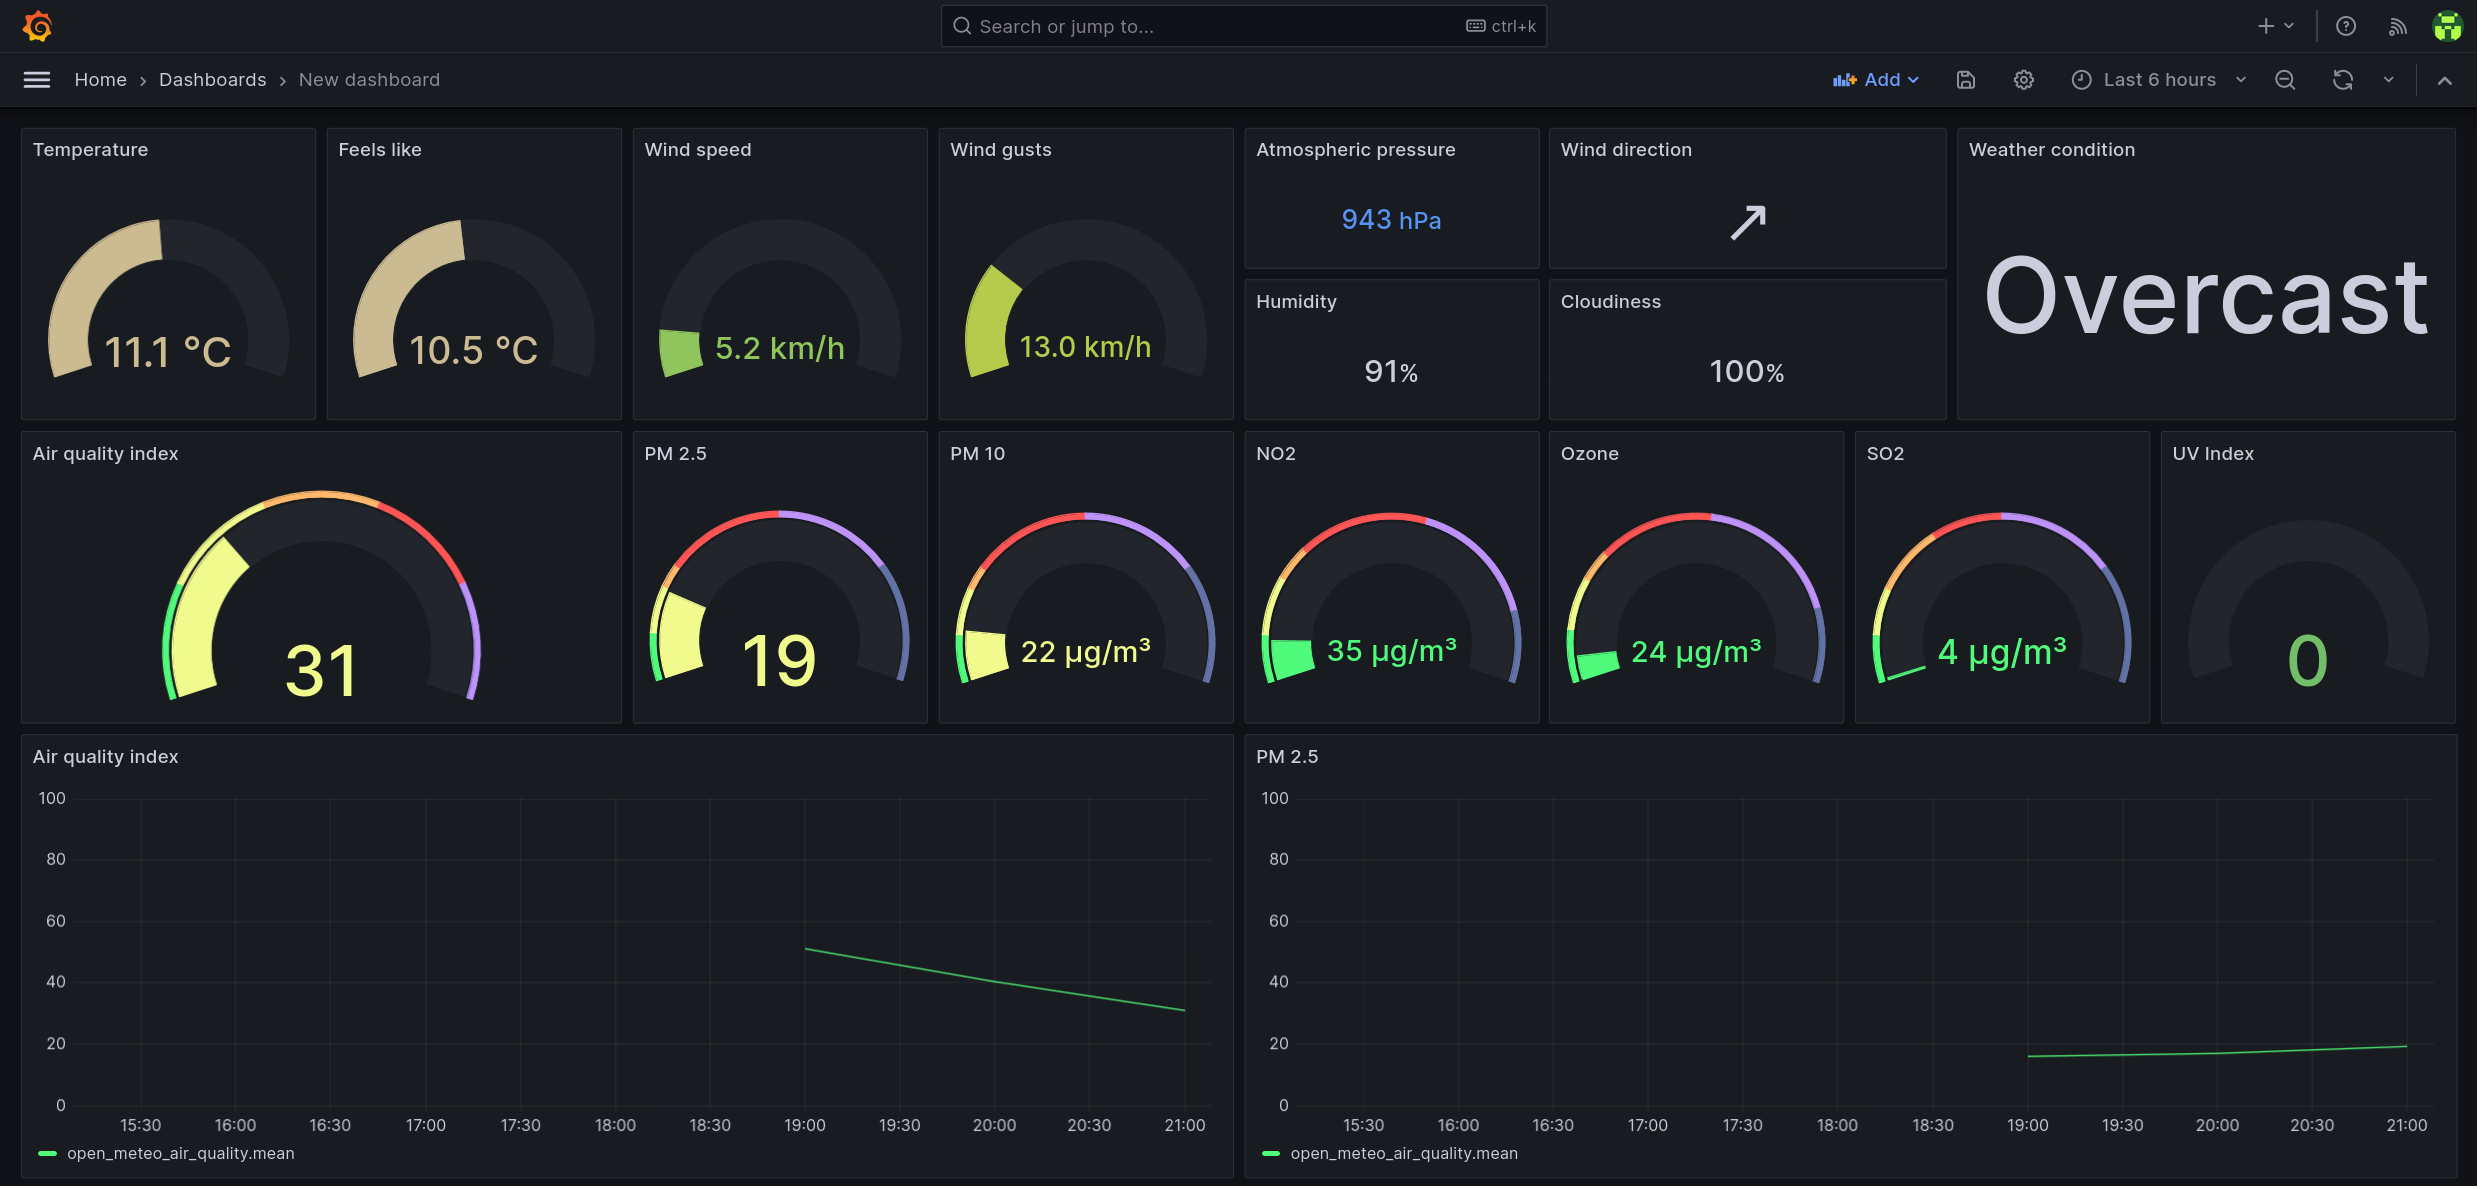 Search or jump to... ctrl+k
Home › Dashboards › New dashboard Add Last 6 hours
Temperature
11.1 °C
Feels like
10.5 °C
Wind speed
5.2 km/h
Wind gusts
13.0 km/h
Atmospheric pressure
943 hPa
Wind direction
↗
Weather condition
Overcast
Humidity
91%
Cloudiness
100%
Air quality index
31
PM 2.5
19
PM 10
22 μg/m³
NO2
35 μg/m³
Ozone
24 μg/m³
SO2
4 μg/m³
UV Index
0
Air quality index
100
80
60
40
20
0
15:30 16:00 16:30 17:00 17:30 18:00 18:30 19:00 19:30 20:00 20:30 21:00
open_meteo_air_quality.mean
PM 2.5
100
80
60
40
20
0
15:30 16:00 16:30 17:00 17:30 18:00 18:30 19:00 19:30 20:00 20:30 21:00
open_meteo_air_quality.mean